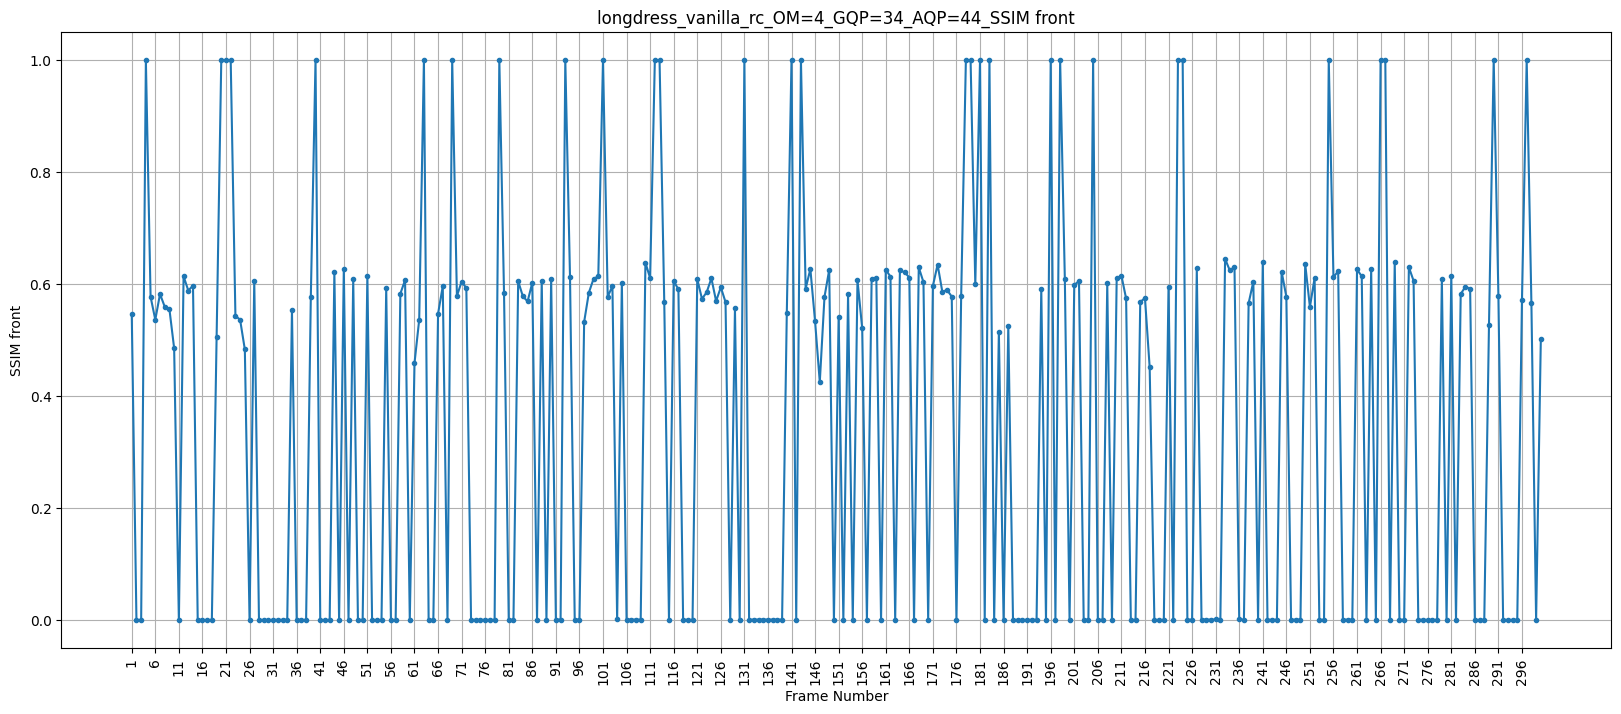 longdress_vanilla_rc_OM=4_GQP=34_AQP=44_SSIM front
1.0
0.8
0.6
0.4
0.2
0.0
SSIM front
1 6 11 16 21 26 31 36 41 46 51 56 61 66 71 76 81 86 91 96 101 106 111 116 121 126 131 136 141 146 151 156 161 166 171 176 181 186 191 196 201 206 211 216 221 226 231 236 241 246 251 256 261 266 271 276 281 286 291 296
Frame Number